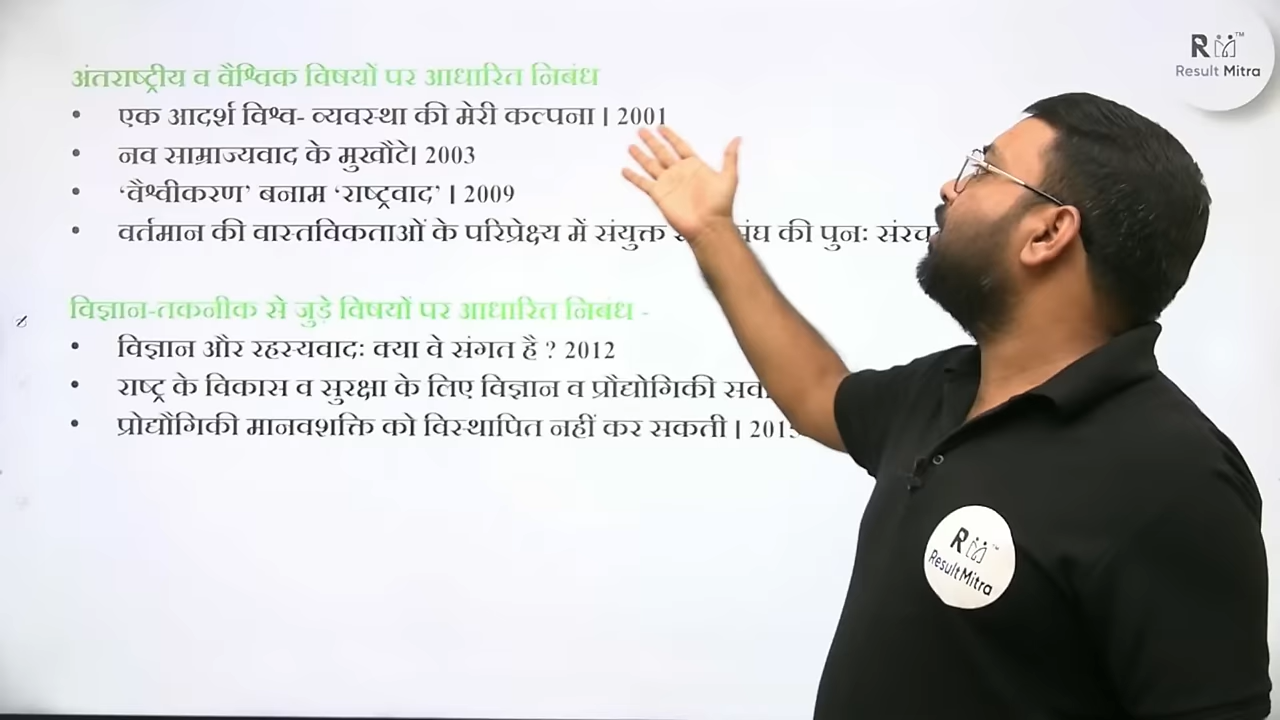 RM™
Result Mitra
अंतराष्ट्रीय व वैश्विक विषयों पर आधारित निबंध
• एक आदर्श विश्व- व्यवस्था की मेरी कल्पना | 2001
• नव साम्राज्यवाद के मुखौटे| 2003
• ‘वैश्वीकरण’ बनाम ‘राष्ट्रवाद’ | 2009
• वर्तमान की वास्तविकताओं के परिप्रेक्ष्य में संयुक्त की पुनः
विज्ञान-तकनीक से जुड़े विषयों पर आधारित निबंध -
• विज्ञान और रहस्यवादः क्या वे संगत है ? 2012
• राष्ट्र के विकास व सुरक्षा के लिए विज्ञान व प्रौद्योगिकी
• प्रोद्यौगिकी मानवशक्ति को विस्थापित नहीं कर सकती |
RM™
Result Mitra